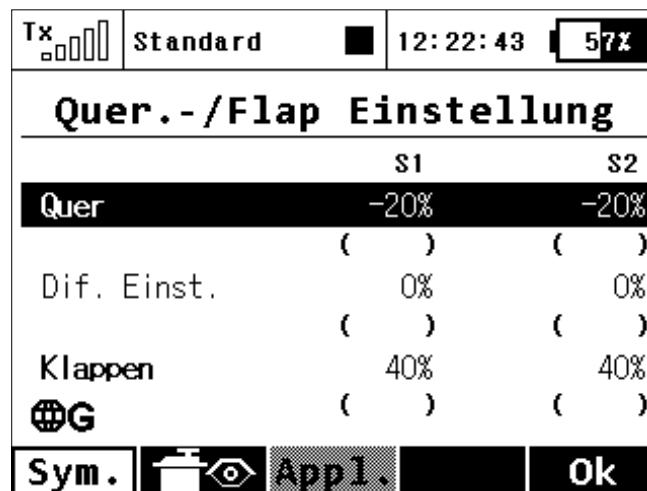 Tx Standard 12:22:43 57%
Quer.-/Flap Einstellung
S1 S2
Quer -20% -20%
( ) ( )
Dif. Einst. 0% 0%
( ) ( )
Klappen 40% 40%
G ( ) ( )
Sym. Appl. Ok